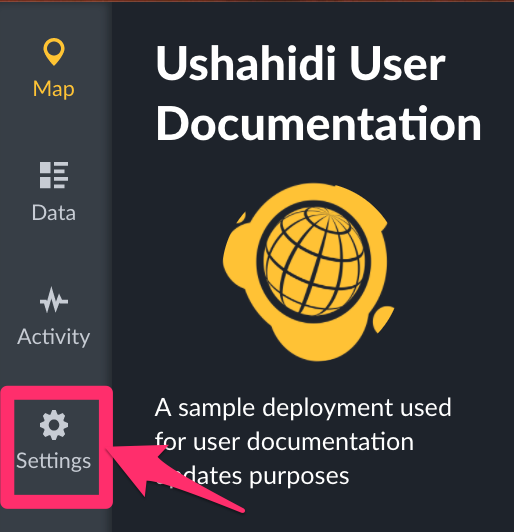 Map
Data
Activity
Settings
Ushahidi User
Documentation
A sample deployment used
for user documentation
updates purposes